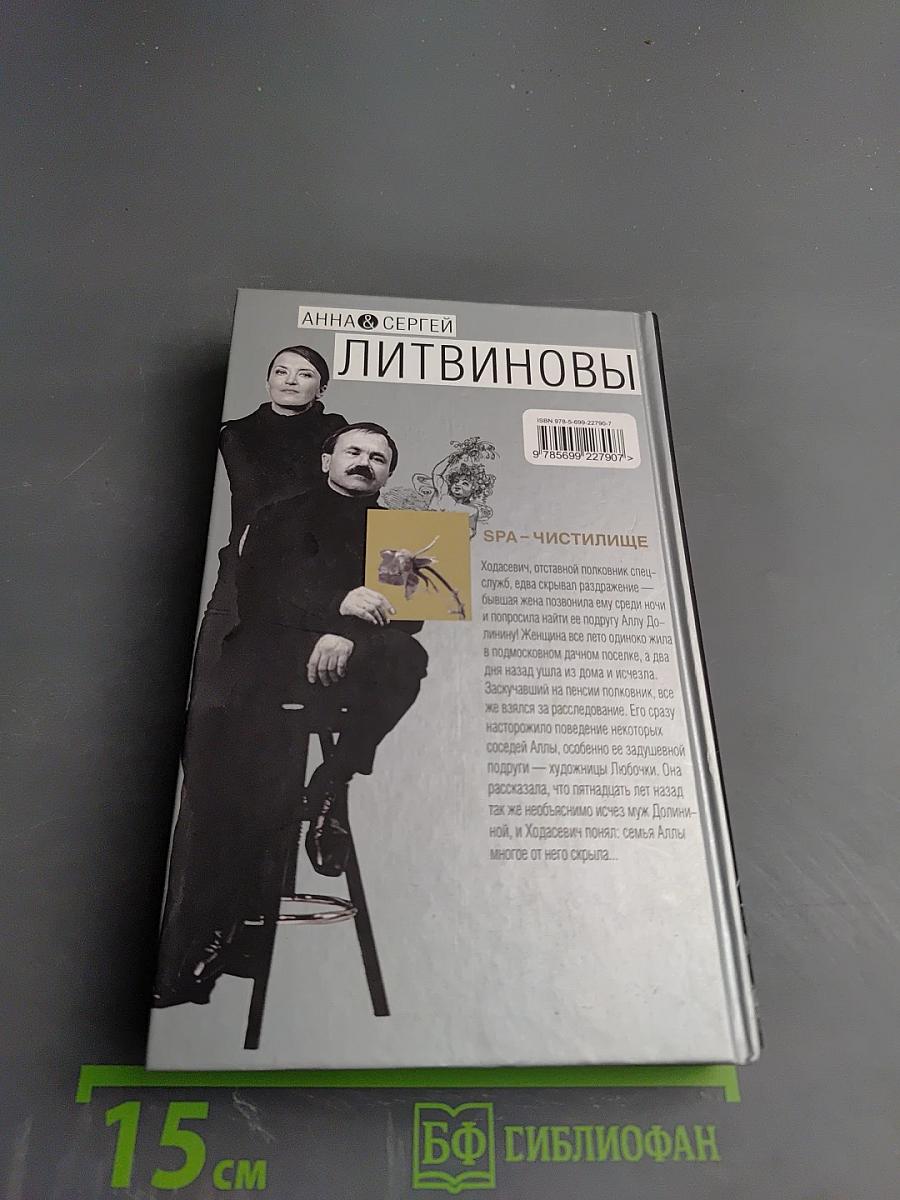 АННА & СЕРГЕЙ
ЛИТВИНОВЫ
ISBN 978-5-699-22790-7
9 785699 227907 >
SPA – ЧИСТИЛИЩЕ
Ходасевич, отставной полковник спец-
служб, едва скрывал раздражение —
бывшая жена позвонила ему среди ночи
и попросила найти ее подругу Аллу До-
линину! Женщина все лето одиноко жила
в подмосковном дачном поселке, а два
дня назад ушла из дома и исчезла.
Заскучавший на пенсии полковник, все
же взялся за расследование. Его сразу
насторожило поведение некоторых
соседей Аллы, особенно ее задушевной
подруги — художницы Любочки. Она
рассказала, что пятнадцать лет назад
так же необъяснимо исчез муж Долини-
ной, и Ходасевич понял: семья Аллы
многое от него скрыла...
15 см
БФ БИБЛИОФАН